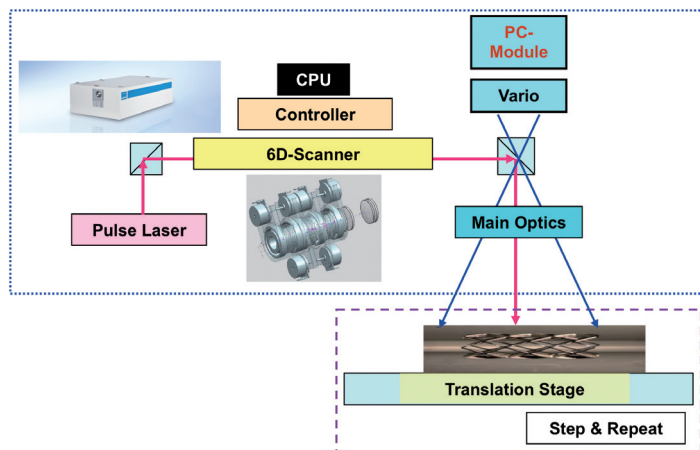 PC-
Module
CPU
Vario
Controller
6D-Scanner
Pulse Laser
Main Optics
Translation Stage
Step & Repeat